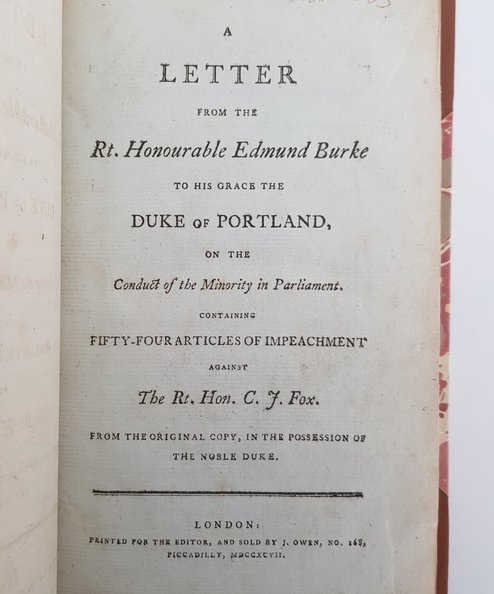 A
LETTER
FROM THE
Rt. Honourable Edmund Burke
TO HIS GRACE THE
DUKE OF PORTLAND,
ON THE
Conduct of the Minority in Parliament.
CONTAINING
FIFTY-FOUR ARTICLES OF IMPEACHMENT
AGAINST
The Rt. Hon. C. J. Fox.
FROM THE ORIGINAL COPY, IN THE POSSESSION OF
THE NOBLE DUKE.
LONDON:
PRINTED FOR THE EDITOR, AND SOLD BY J. OWEN, NO. 168,
PICCADILLY, MDCCXCVII.